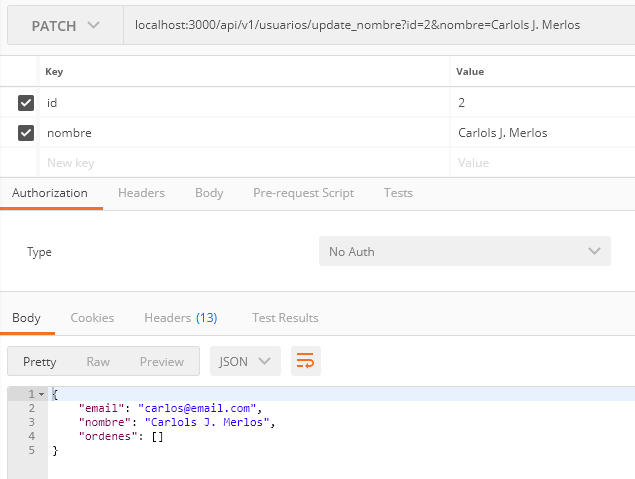 PATCH localhost:3000/api/v1/usuarios/update_nombre?id=2&nombre=Carlols J. Merlos
Key Value
id 2
nombre Carlols J. Merlos
New key Value
Authorization Headers Body Pre-request Script Tests
Type No Auth
Body Cookies Headers (13) Test Results
Pretty Raw Preview JSON
1 {
2 "email": "carlos@email.com",
3 "nombre": "Carlols J. Merlos",
4 "ordenes": []
5 }